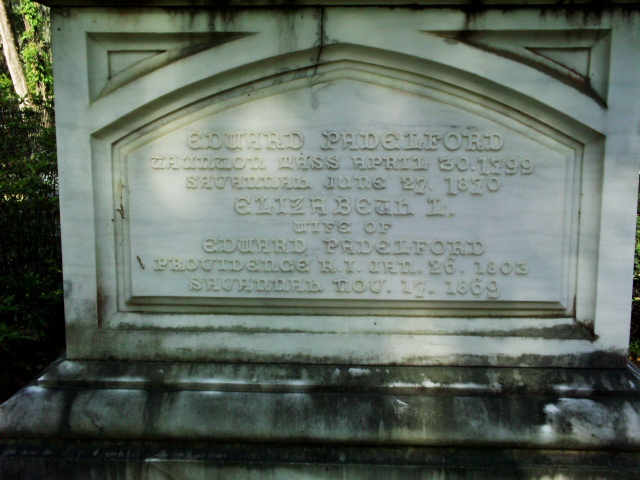 EDWARD PADELFORD
TAUNTON MASS APRIL 30. 1799
SAVANNAH JUNE 27. 1870
ELIZABETH L.
WIFE OF
EDWARD PADELFORD
PROVIDENCE R.I. JAN. 26. 1803
SAVANNAH NOV. 17. 1869